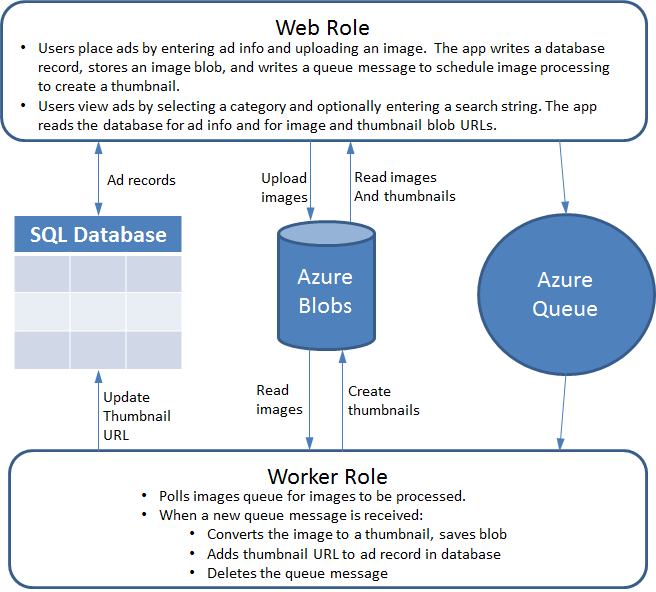 Web Role
• Users place ads by entering ad info and uploading an image. The app writes a database
record, stores an image blob, and writes a queue message to schedule image processing
to create a thumbnail.
• Users view ads by selecting a category and optionally entering a search string. The app
reads the database for ad info and for image and thumbnail blob URLs.
Ad records
Upload
images
Read images
And thumbnails
SQL Database
Azure
Blobs
Azure
Queue
Update
Thumbnail
URL
Read
images
Create
thumbnails
Worker Role
• Polls images queue for images to be processed.
• When a new queue message is received:
• Converts the image to a thumbnail, saves blob
• Adds thumbnail URL to ad record in database
• Deletes the queue message